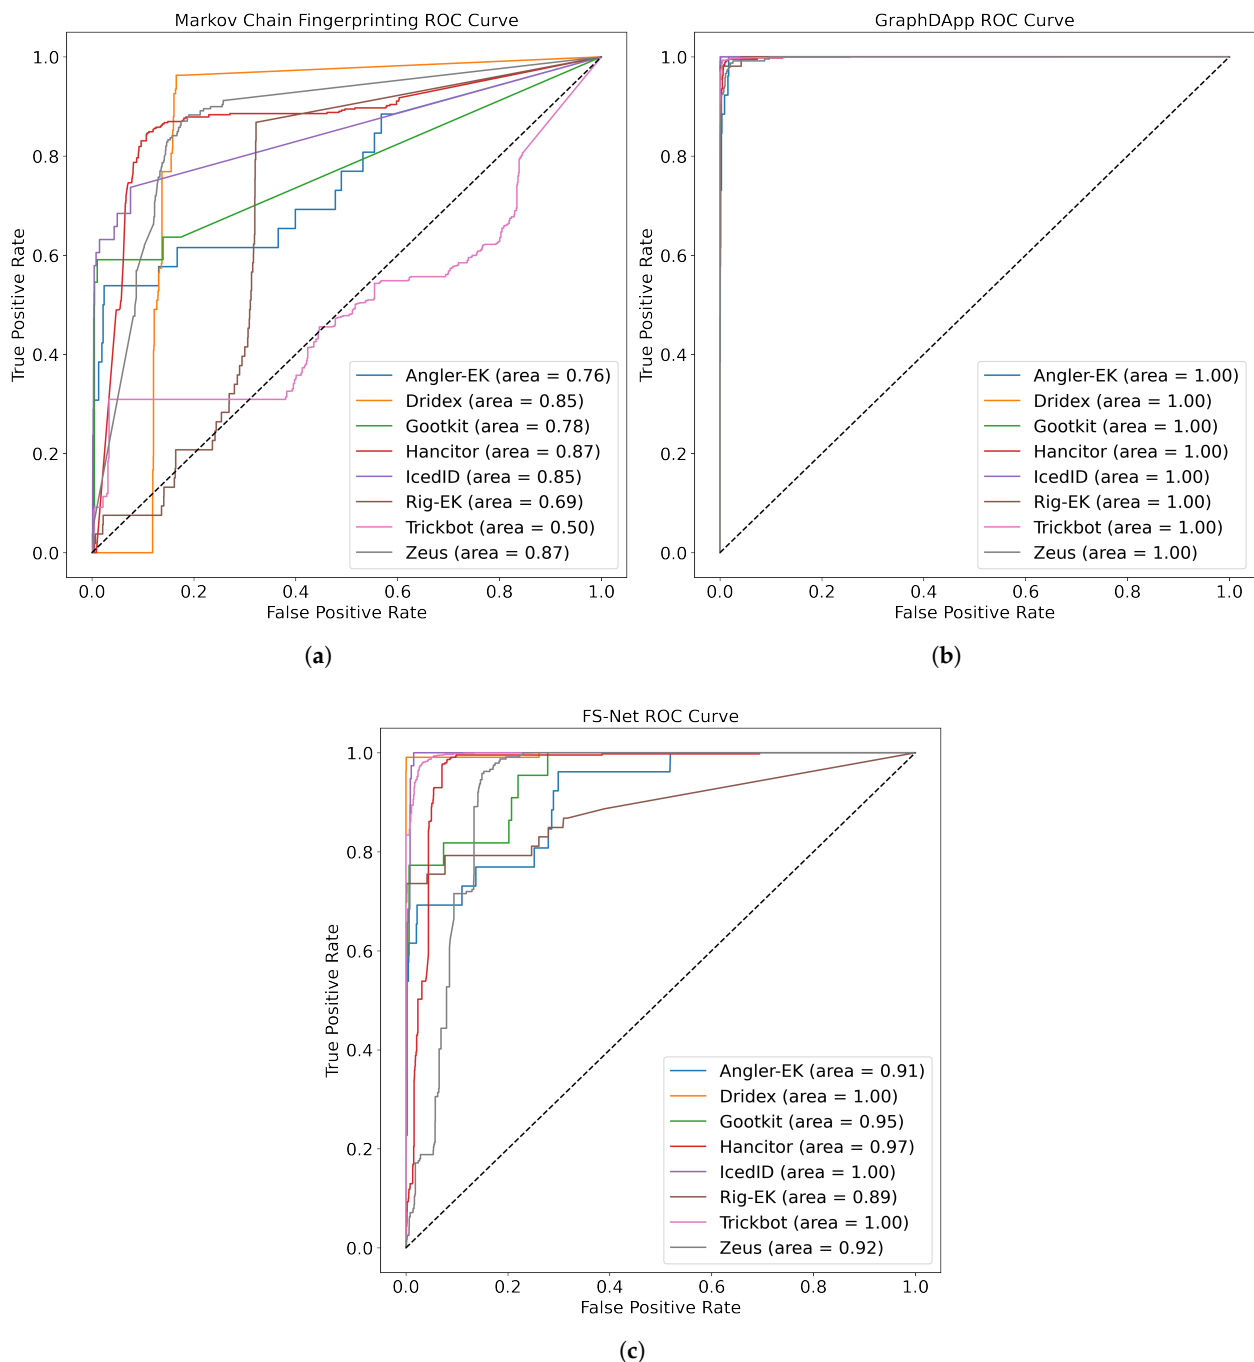 Markov Chain Fingerprinting ROC Curve
True Positive Rate
1.0
0.8
0.6
0.4
0.2
0.0
Angler-EK (area = 0.76)
Dridex (area = 0.85)
Gootkit (area = 0.78)
Hancitor (area = 0.87)
IcedID (area = 0.85)
Rig-EK (area = 0.69)
Trickbot (area = 0.50)
Zeus (area = 0.87)
0.0 0.2 0.4 0.6 0.8 1.0
False Positive Rate
(a)
GraphDApp ROC Curve
True Positive Rate
1.0
0.8
0.6
0.4
0.2
0.0
Angler-EK (area = 1.00)
Dridex (area = 1.00)
Gootkit (area = 1.00)
Hancitor (area = 1.00)
IcedID (area = 1.00)
Rig-EK (area = 1.00)
Trickbot (area = 1.00)
Zeus (area = 1.00)
0.0 0.2 0.4 0.6 0.8 1.0
False Positive Rate
(b)
FS-Net ROC Curve
True Positive Rate
1.0
0.8
0.6
0.4
0.2
0.0
Angler-EK (area = 0.91)
Dridex (area = 1.00)
Gootkit (area = 0.95)
Hancitor (area = 0.97)
IcedID (area = 1.00)
Rig-EK (area = 0.89)
Trickbot (area = 1.00)
Zeus (area = 0.92)
0.0 0.2 0.4 0.6 0.8 1.0
False Positive Rate
(c)